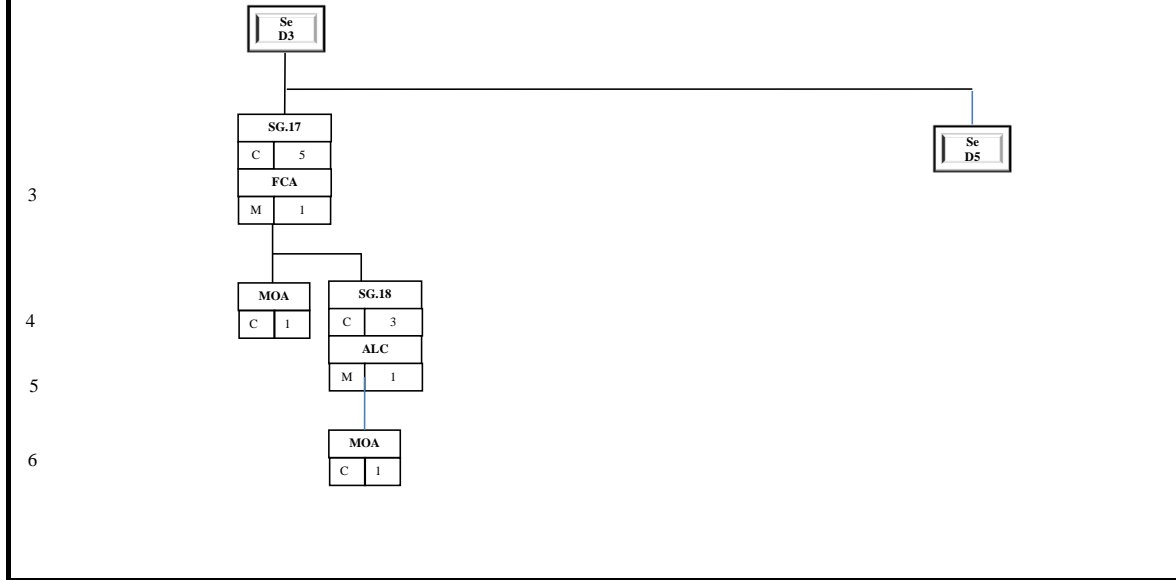 Se
D3
SG.17
Se
D5
C 5
FCA
3
M 1
MOA SG.18
4
C 1 C 3
ALC
5
M 1
MOA
6
C 1